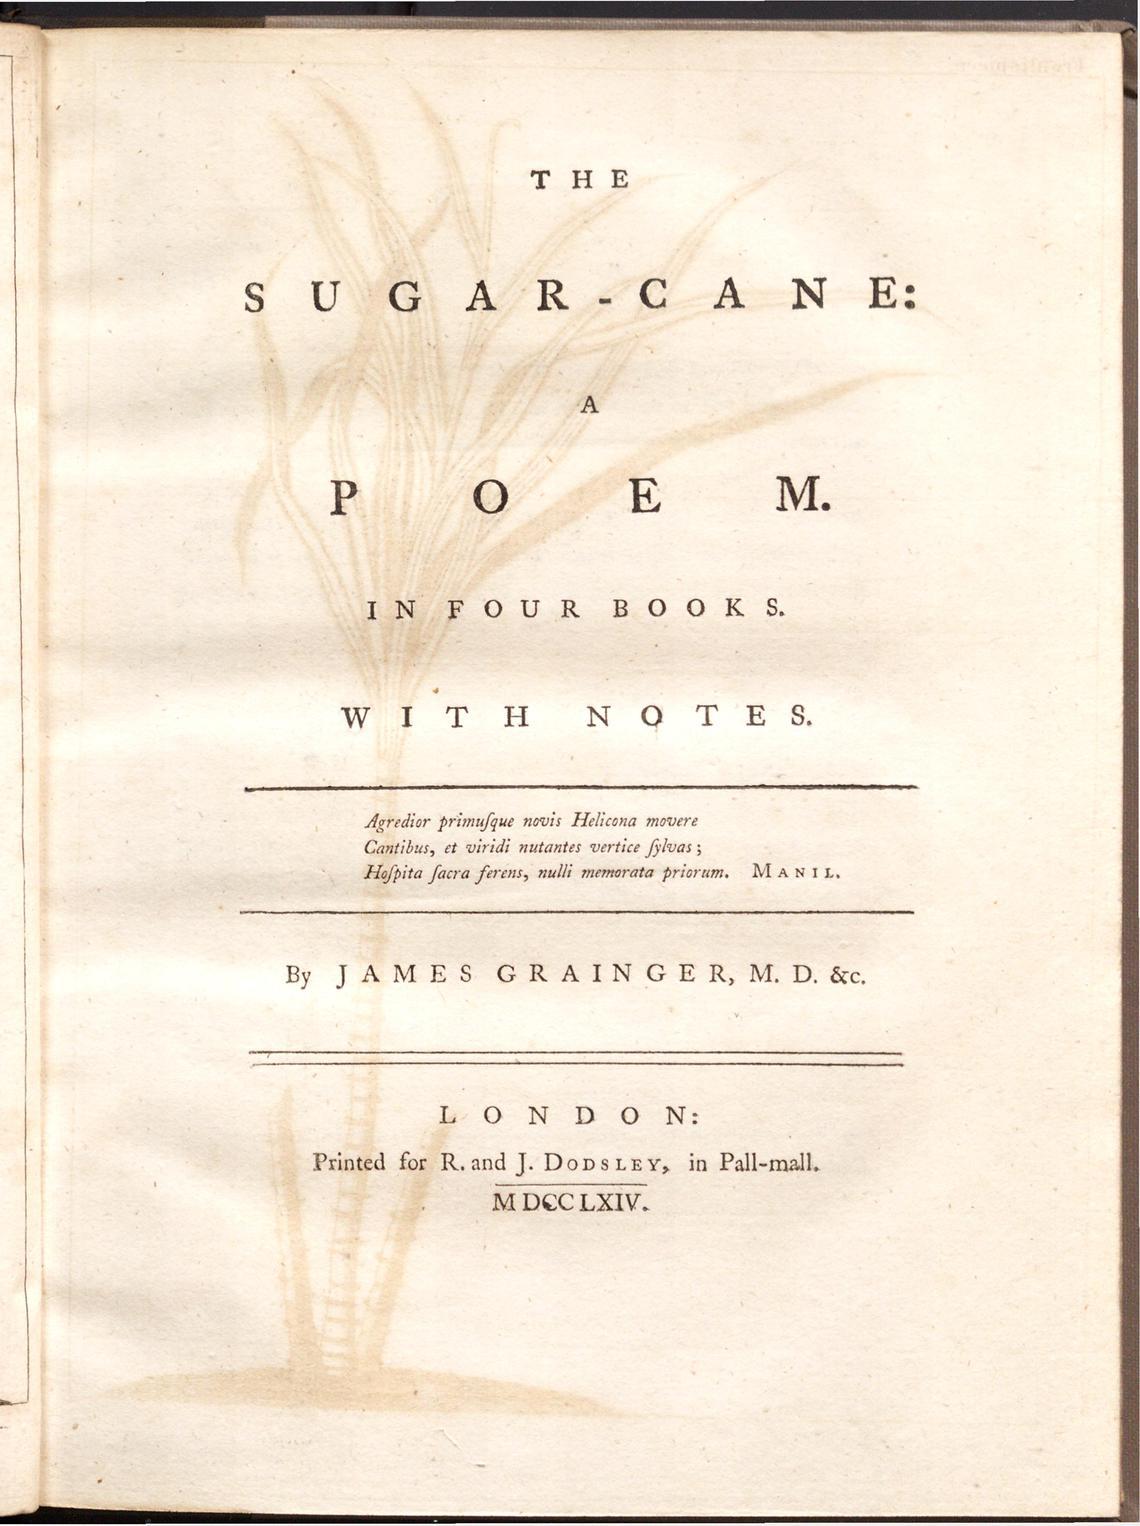 THE
SUGAR-CANE:
A
POEM.
IN FOUR BOOKS.
WITH NOTES.
Agredior primuſque novis Helicona movere
Cantibus, et viridi nutantes vertice ſylvas;
Hoſpita ſacra ferens, nulli memorata priorum. MANIL.
By JAMES GRAINGER, M. D. &c.
LONDON:
Printed for R. and J. DODSLEY, in Pall-mall.
MDCCLXIV.